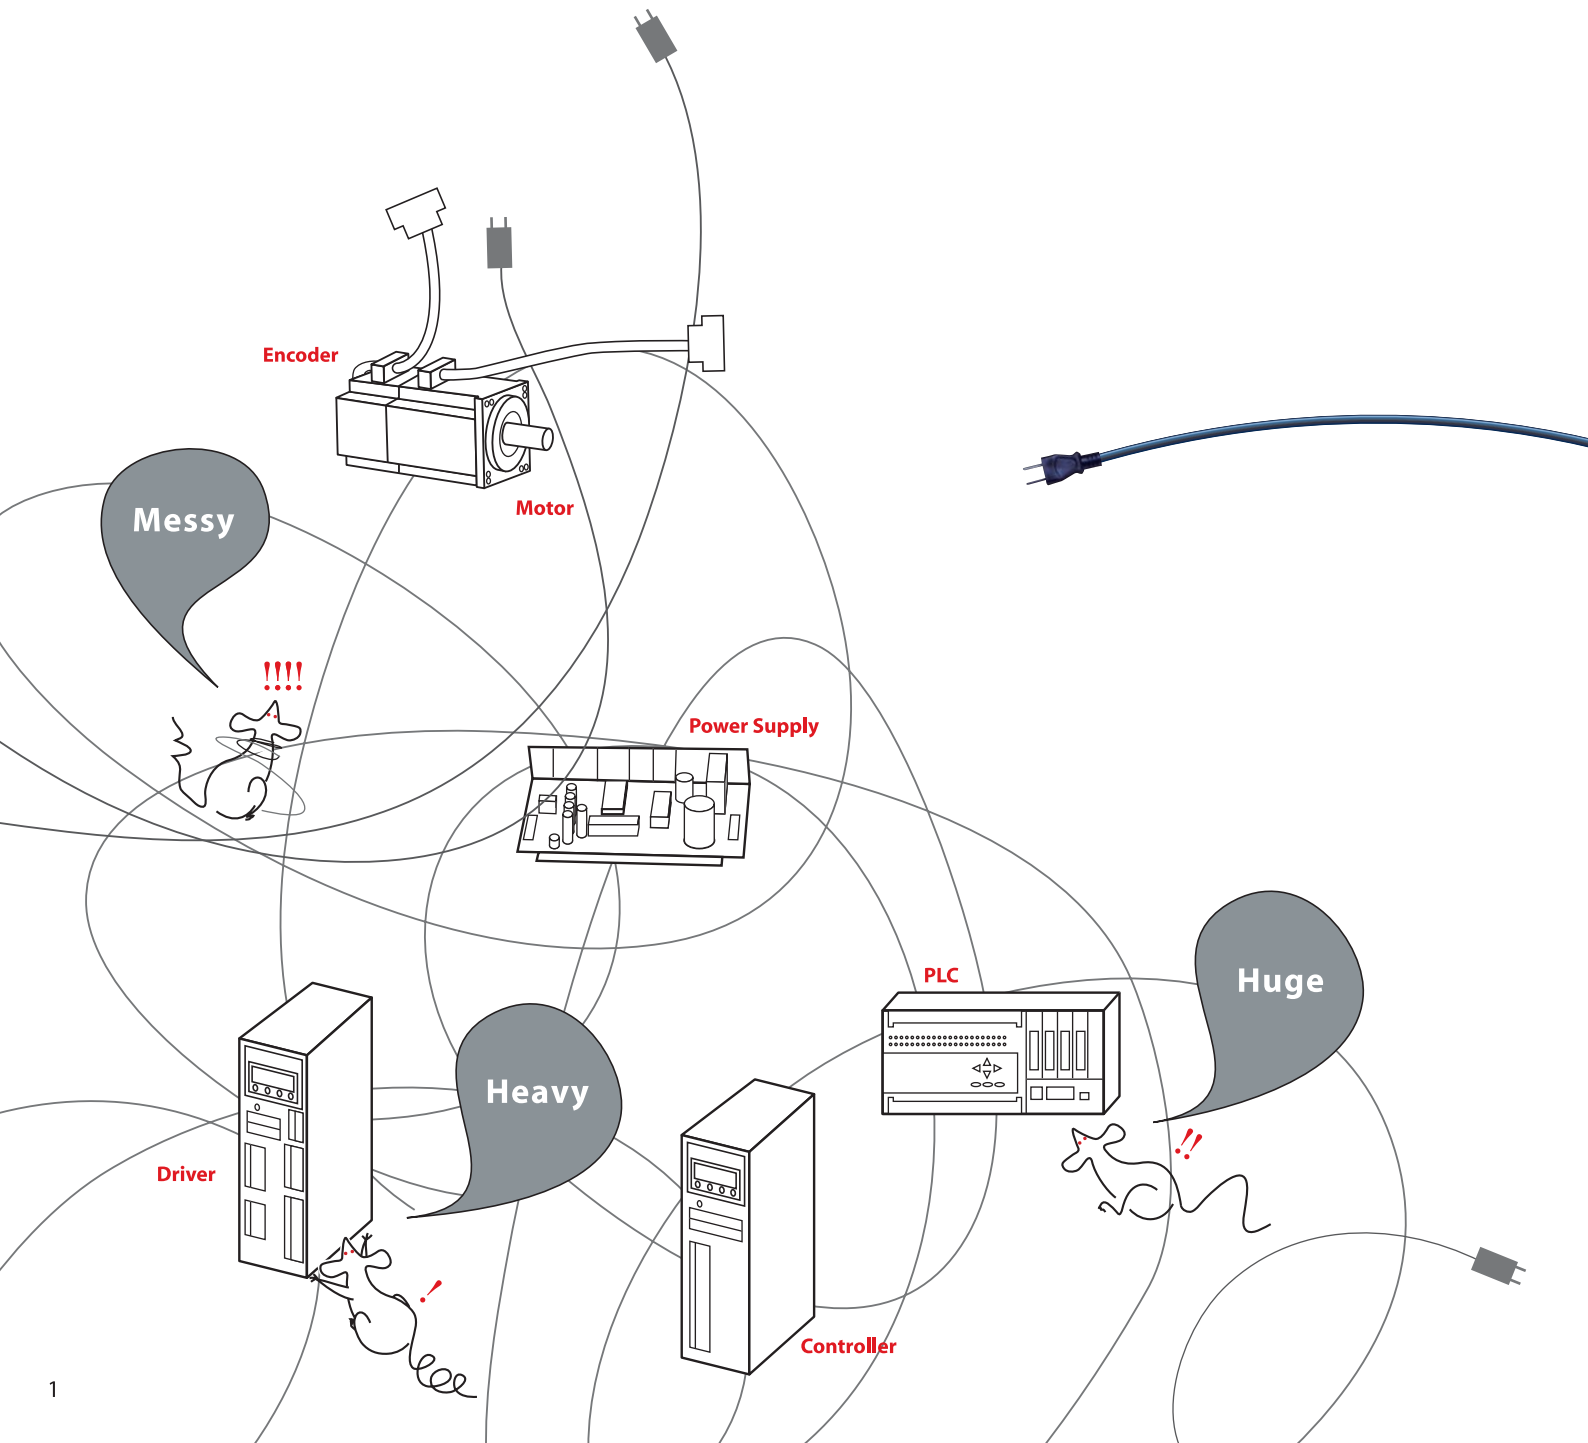 Encoder
Motor
Messy
!!!!
Power Supply
PLC
Huge
!!
Heavy
Driver
!
Controller
1